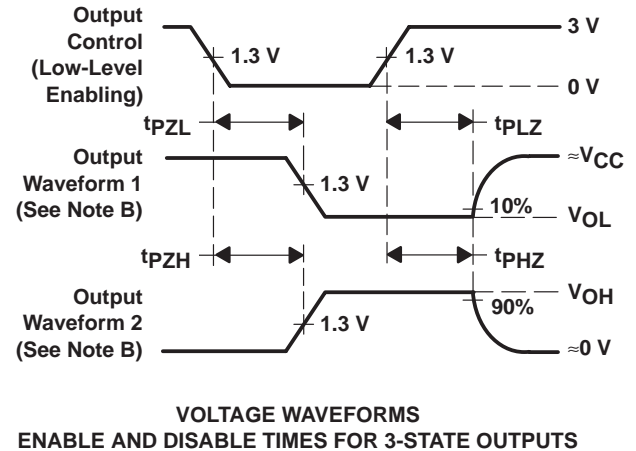 Output
Control
(Low-Level
Enabling)
1.3 V
1.3 V
3 V
0 V
tPZL
tPLZ
Output
Waveform 1
(See Note B)
1.3 V
10%
≈VCC
VOL
tPZH
tPHZ
Output
Waveform 2
(See Note B)
1.3 V
90%
VOH
≈0 V
VOLTAGE WAVEFORMS
ENABLE AND DISABLE TIMES FOR 3-STATE OUTPUTS